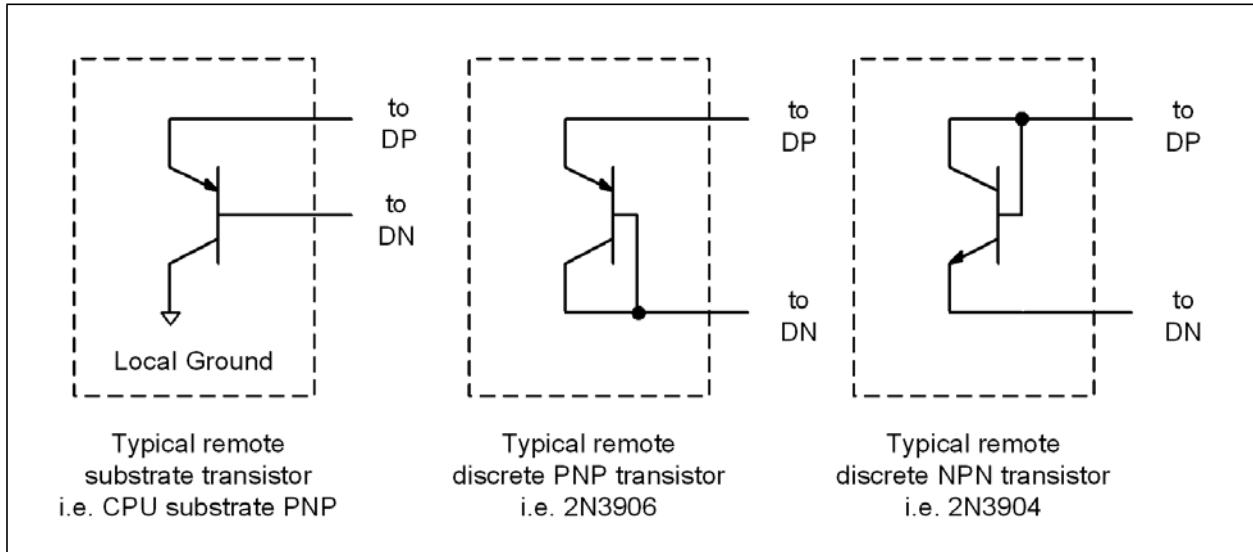 to
DP
to
DN
Local Ground
Typical remote
substrate transistor
i.e. CPU substrate PNP
to
DP
to
DN
Typical remote
discrete PNP transistor
i.e. 2N3906
to
DP
to
DN
Typical remote
discrete NPN transistor
i.e. 2N3904